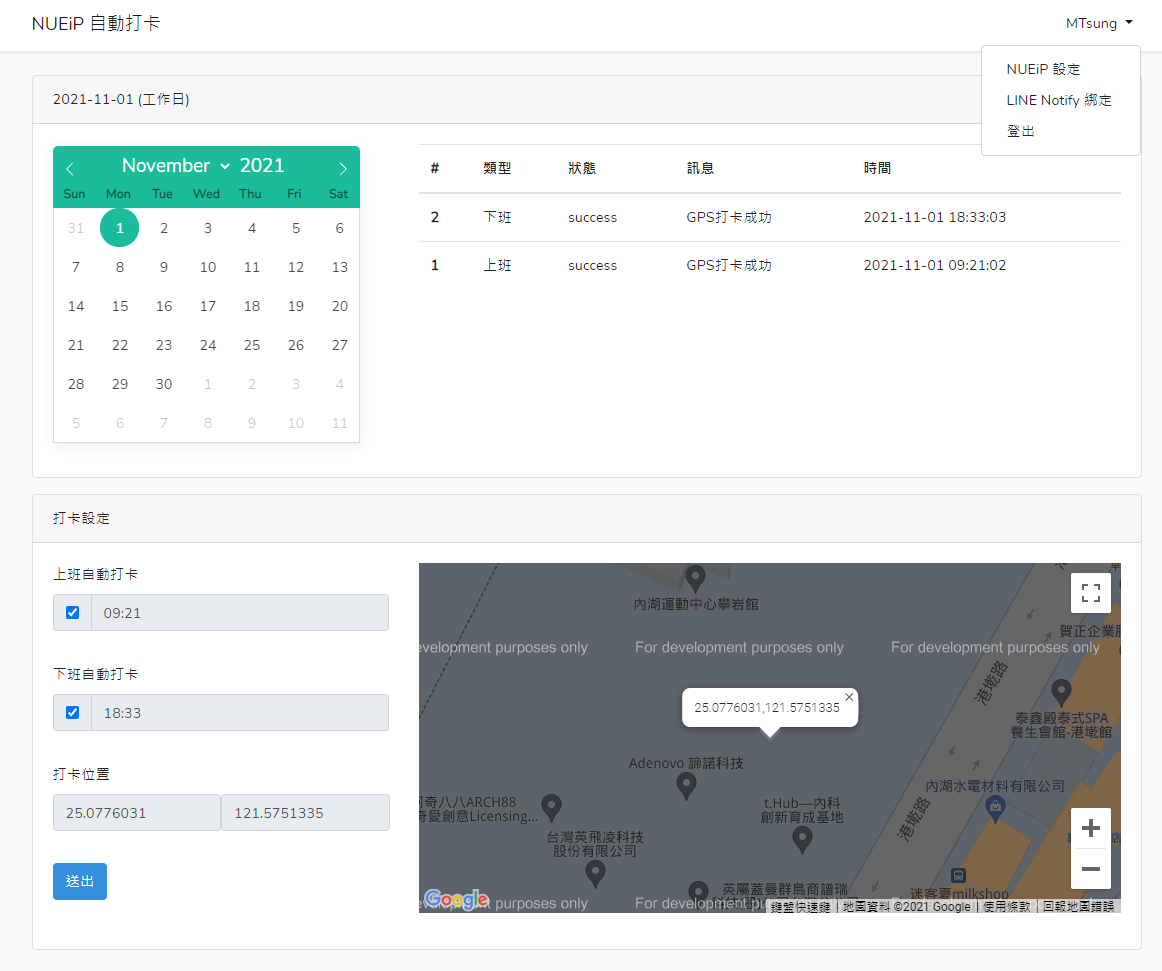 NUEiP 自動打卡
MTsung
NUEiP 設定
LINE Notify 綁定
登出
2021-11-01 (工作日)
November 2021
Sun Mon Tue Wed Thu Fri Sat
31 1 2 3 4 5 6
7 8 9 10 11 12 13
14 15 16 17 18 19 20
21 22 23 24 25 26 27
28 29 30 1 2 3 4
5 6 7 8 9 10 11
# 類型 狀態 訊息 時間
2 下班 success GPS打卡成功 2021-11-01 18:33:03
1 上班 success GPS打卡成功 2021-11-01 09:21:02
打卡設定
上班自動打卡
09:21
下班自動打卡
18:33
打卡位置
25.0776031 121.5751335
送出
內湖運動中心攀岩館
賀正企業
evelopment purposes only
For development purposes only
For development purposes only
港墘路
25.0776031,121.5751335
泰鑫殿泰式SPA
養生會館-港墘館
Adenovo 諦諾科技
內湖水電材料有限公司
阿奇八八ARCH88
奇愛創意Licensing...
t.Hub—內科
創新育成基地
港墘路
台灣英飛凌科技
股份有限公司
英屬蓋曼群島商譜瑞
迷客夏milkshop
Google
purposes only
For development
鍵盤快速鍵
地圖資料 ©2021 Google
使用條款
回報地圖錯誤